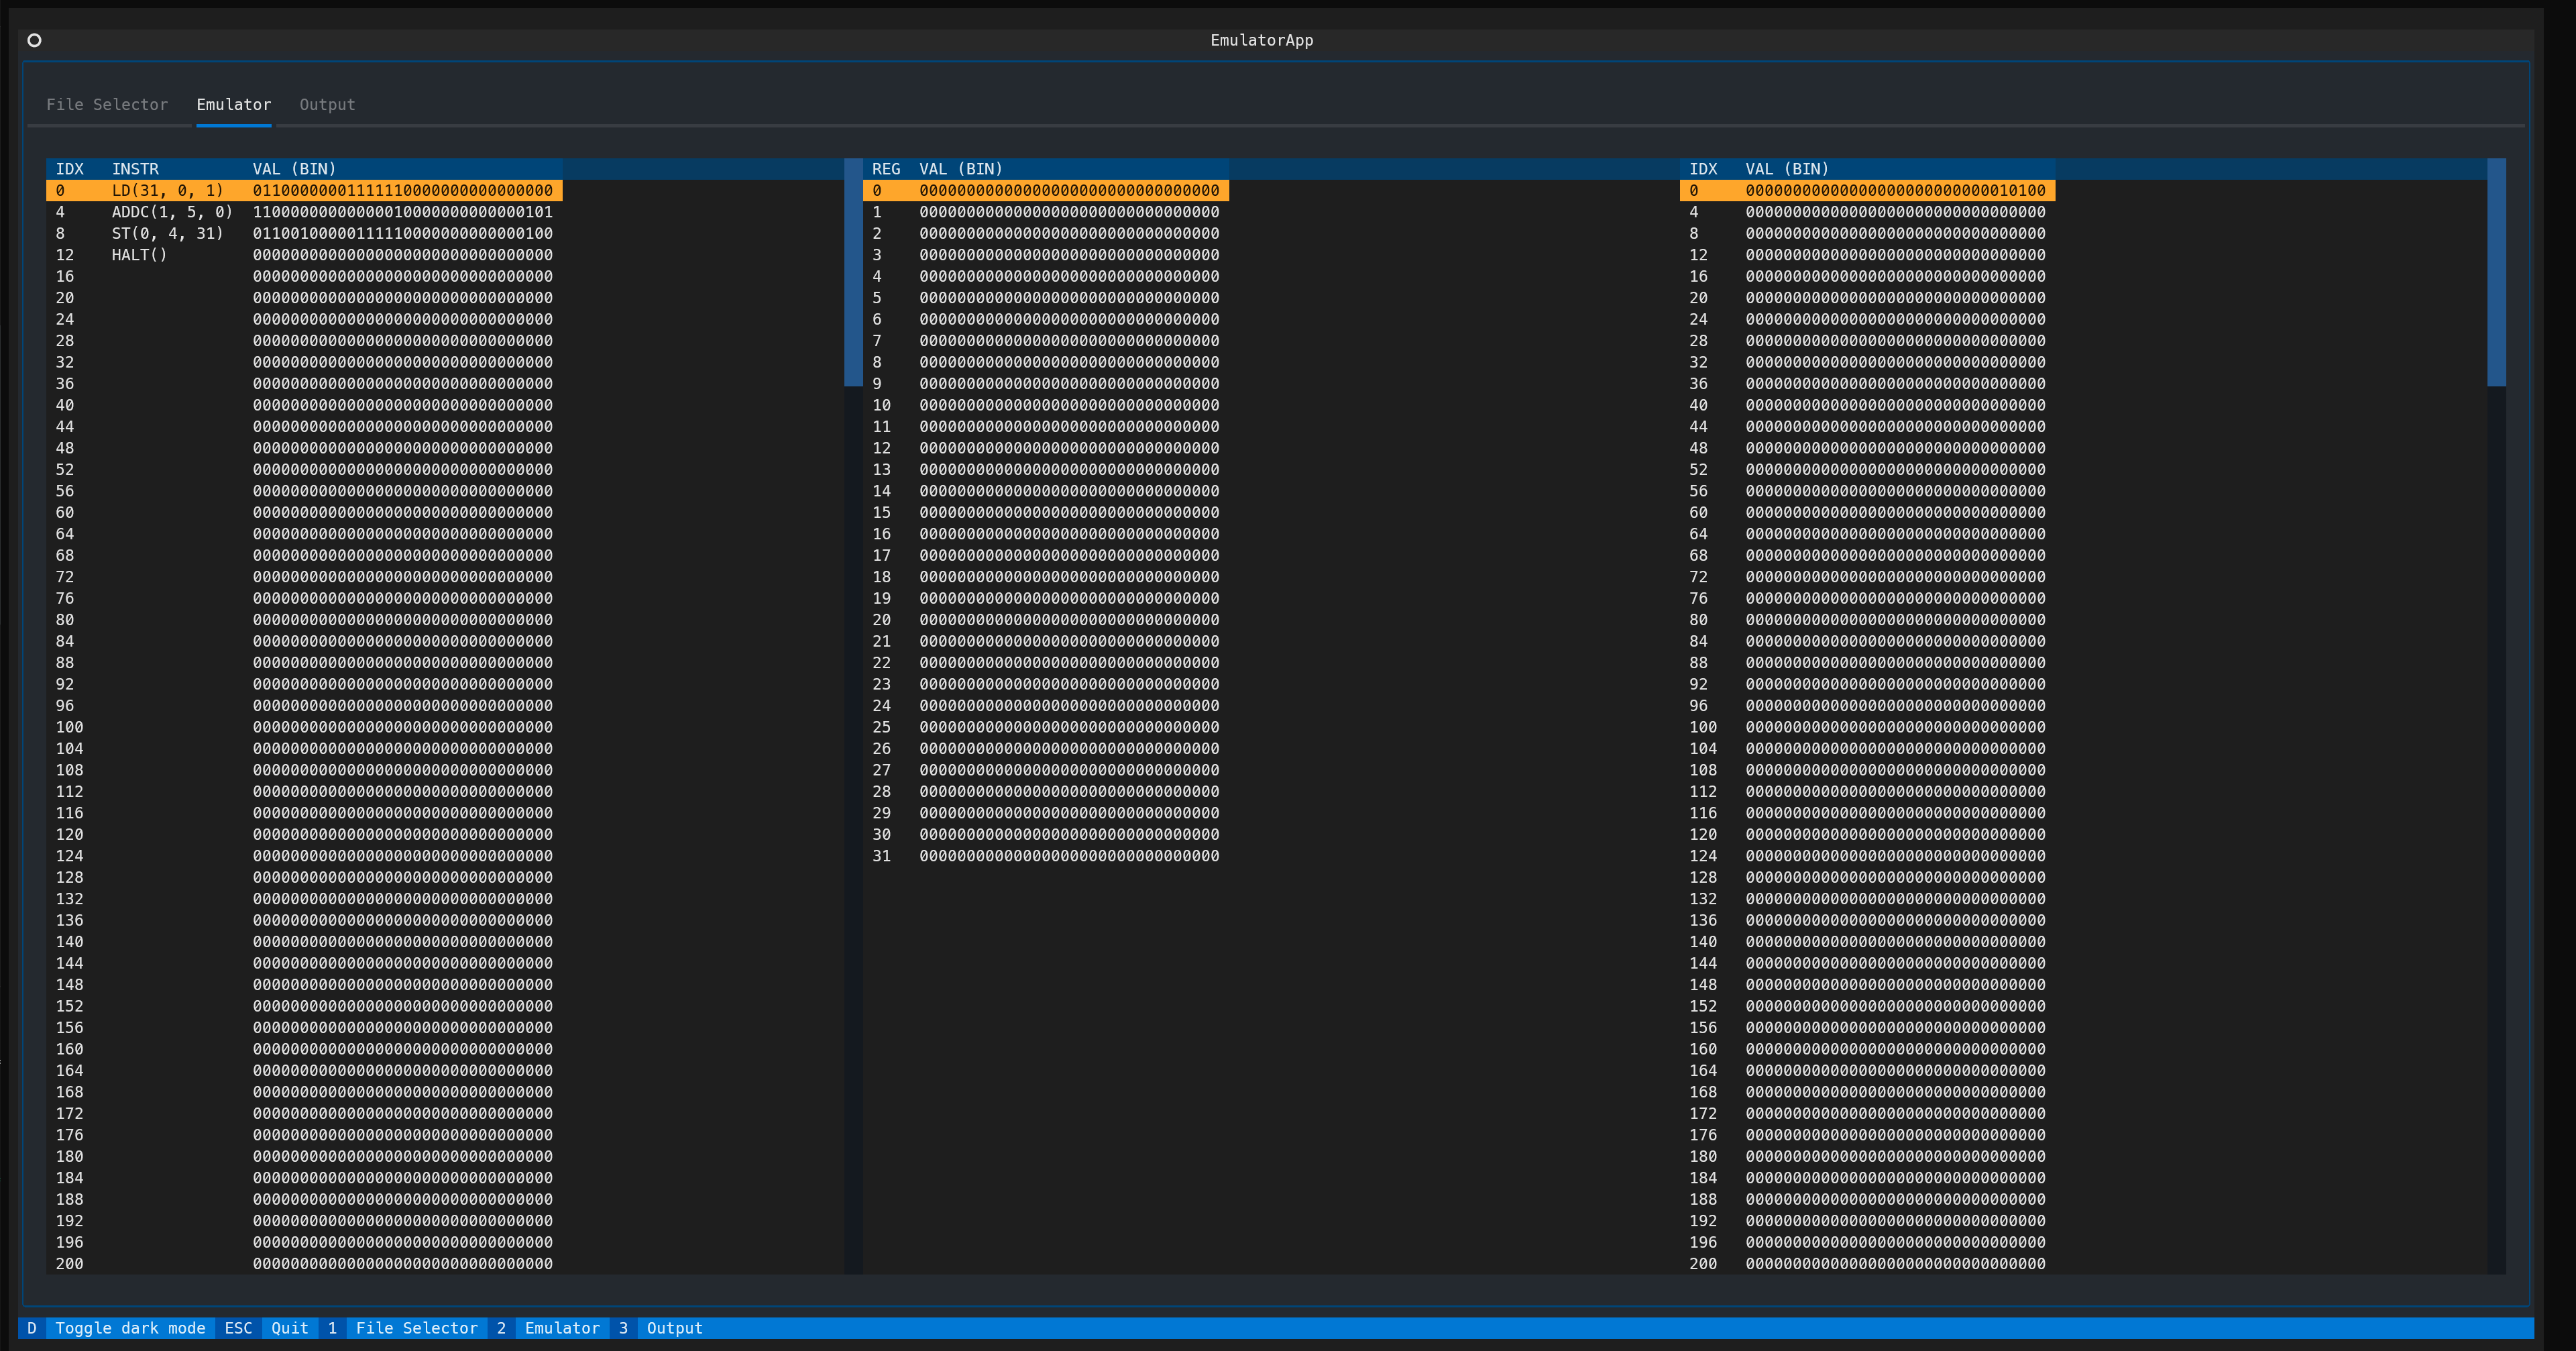 EmulatorApp
File Selector Emulator Output
IDX INSTR VAL (BIN) REG VAL (BIN) IDX VAL (BIN)
0 LD(31, 0, 1) 01100000001111110000000000000000 0 00000000000000000000000000000000 0 00000000000000000000000000010100
4 ADDC(1, 5, 0) 11000000000000010000000000000101 1 00000000000000000000000000000000 4 00000000000000000000000000000000
8 ST(0, 4, 31) 01100100000111110000000000000100 2 00000000000000000000000000000000 8 00000000000000000000000000000000
12 HALT() 00000000000000000000000000000000 3 00000000000000000000000000000000 12 00000000000000000000000000000000
16 00000000000000000000000000000000 4 00000000000000000000000000000000 16 00000000000000000000000000000000
20 00000000000000000000000000000000 5 00000000000000000000000000000000 20 00000000000000000000000000000000
24 00000000000000000000000000000000 6 00000000000000000000000000000000 24 00000000000000000000000000000000
28 00000000000000000000000000000000 7 00000000000000000000000000000000 28 00000000000000000000000000000000
32 00000000000000000000000000000000 8 00000000000000000000000000000000 32 00000000000000000000000000000000
36 00000000000000000000000000000000 9 00000000000000000000000000000000 36 00000000000000000000000000000000
40 00000000000000000000000000000000 10 00000000000000000000000000000000 40 00000000000000000000000000000000
44 00000000000000000000000000000000 11 00000000000000000000000000000000 44 00000000000000000000000000000000
48 00000000000000000000000000000000 12 00000000000000000000000000000000 48 00000000000000000000000000000000
52 00000000000000000000000000000000 13 00000000000000000000000000000000 52 00000000000000000000000000000000
56 00000000000000000000000000000000 14 00000000000000000000000000000000 56 00000000000000000000000000000000
60 00000000000000000000000000000000 15 00000000000000000000000000000000 60 00000000000000000000000000000000
64 00000000000000000000000000000000 16 00000000000000000000000000000000 64 00000000000000000000000000000000
68 00000000000000000000000000000000 17 00000000000000000000000000000000 68 00000000000000000000000000000000
72 00000000000000000000000000000000 18 00000000000000000000000000000000 72 00000000000000000000000000000000
76 00000000000000000000000000000000 19 00000000000000000000000000000000 76 00000000000000000000000000000000
80 00000000000000000000000000000000 20 00000000000000000000000000000000 80 00000000000000000000000000000000
84 00000000000000000000000000000000 21 00000000000000000000000000000000 84 00000000000000000000000000000000
88 00000000000000000000000000000000 22 00000000000000000000000000000000 88 00000000000000000000000000000000
92 00000000000000000000000000000000 23 00000000000000000000000000000000 92 00000000000000000000000000000000
96 00000000000000000000000000000000 24 00000000000000000000000000000000 96 00000000000000000000000000000000
100 00000000000000000000000000000000 25 00000000000000000000000000000000 100 00000000000000000000000000000000
104 00000000000000000000000000000000 26 00000000000000000000000000000000 104 00000000000000000000000000000000
108 00000000000000000000000000000000 27 00000000000000000000000000000000 108 00000000000000000000000000000000
112 00000000000000000000000000000000 28 00000000000000000000000000000000 112 00000000000000000000000000000000
116 00000000000000000000000000000000 29 00000000000000000000000000000000 116 00000000000000000000000000000000
120 00000000000000000000000000000000 30 00000000000000000000000000000000 120 00000000000000000000000000000000
124 00000000000000000000000000000000 31 00000000000000000000000000000000 124 00000000000000000000000000000000
128 00000000000000000000000000000000 128 00000000000000000000000000000000
132 00000000000000000000000000000000 132 00000000000000000000000000000000
136 00000000000000000000000000000000 136 00000000000000000000000000000000
140 00000000000000000000000000000000 140 00000000000000000000000000000000
144 00000000000000000000000000000000 144 00000000000000000000000000000000
148 00000000000000000000000000000000 148 00000000000000000000000000000000
152 00000000000000000000000000000000 152 00000000000000000000000000000000
156 00000000000000000000000000000000 156 00000000000000000000000000000000
160 00000000000000000000000000000000 160 00000000000000000000000000000000
164 00000000000000000000000000000000 164 00000000000000000000000000000000
168 00000000000000000000000000000000 168 00000000000000000000000000000000
172 00000000000000000000000000000000 172 00000000000000000000000000000000
176 00000000000000000000000000000000 176 00000000000000000000000000000000
180 00000000000000000000000000000000 180 00000000000000000000000000000000
184 00000000000000000000000000000000 184 00000000000000000000000000000000
188 00000000000000000000000000000000 188 00000000000000000000000000000000
192 00000000000000000000000000000000 192 00000000000000000000000000000000
196 00000000000000000000000000000000 196 00000000000000000000000000000000
200 00000000000000000000000000000000 200 00000000000000000000000000000000
D Toggle dark mode ESC Quit 1 File Selector 2 Emulator 3 Output